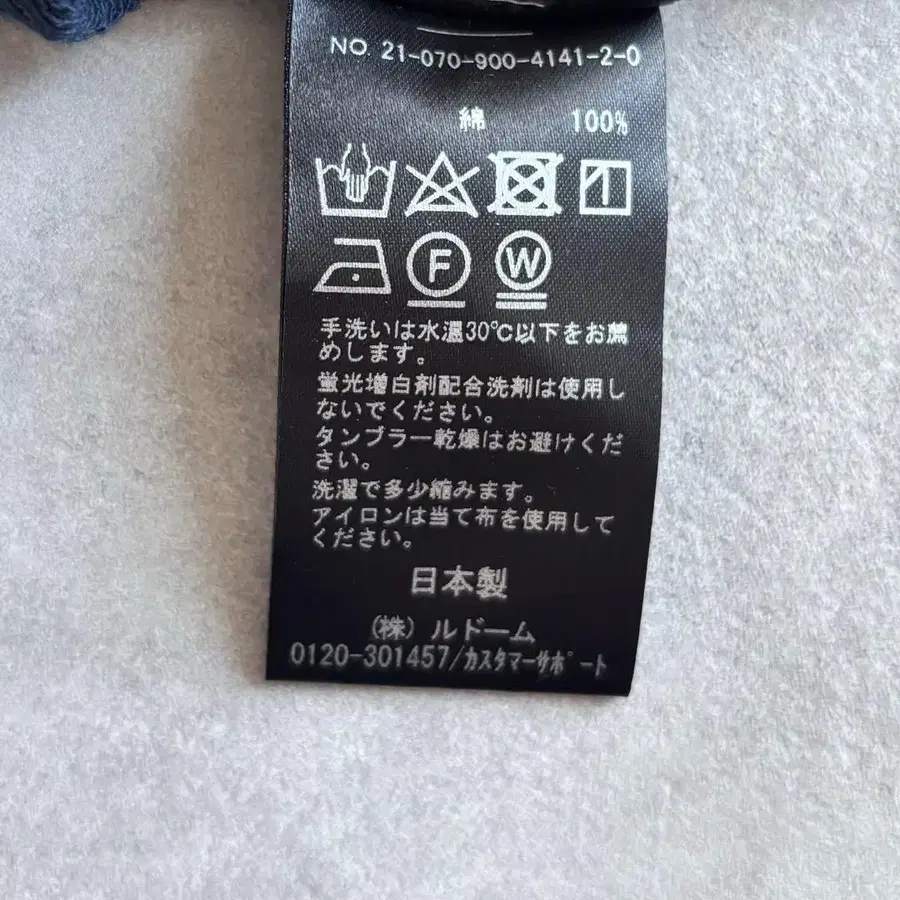 NO. 21-070-900-4141-2-0
綿 100%
F W
手洗いは水温30℃以下をお薦
めします。
蛍光増白剤配合洗剤は使用し
ないでください。
タンブラー乾燥はお避けくだ
さい。
洗濯で多少縮みます。
アイロンは当て布を使用して
ください。
日本製
(株) ルドーム
0120-301457/カスタマーサポート